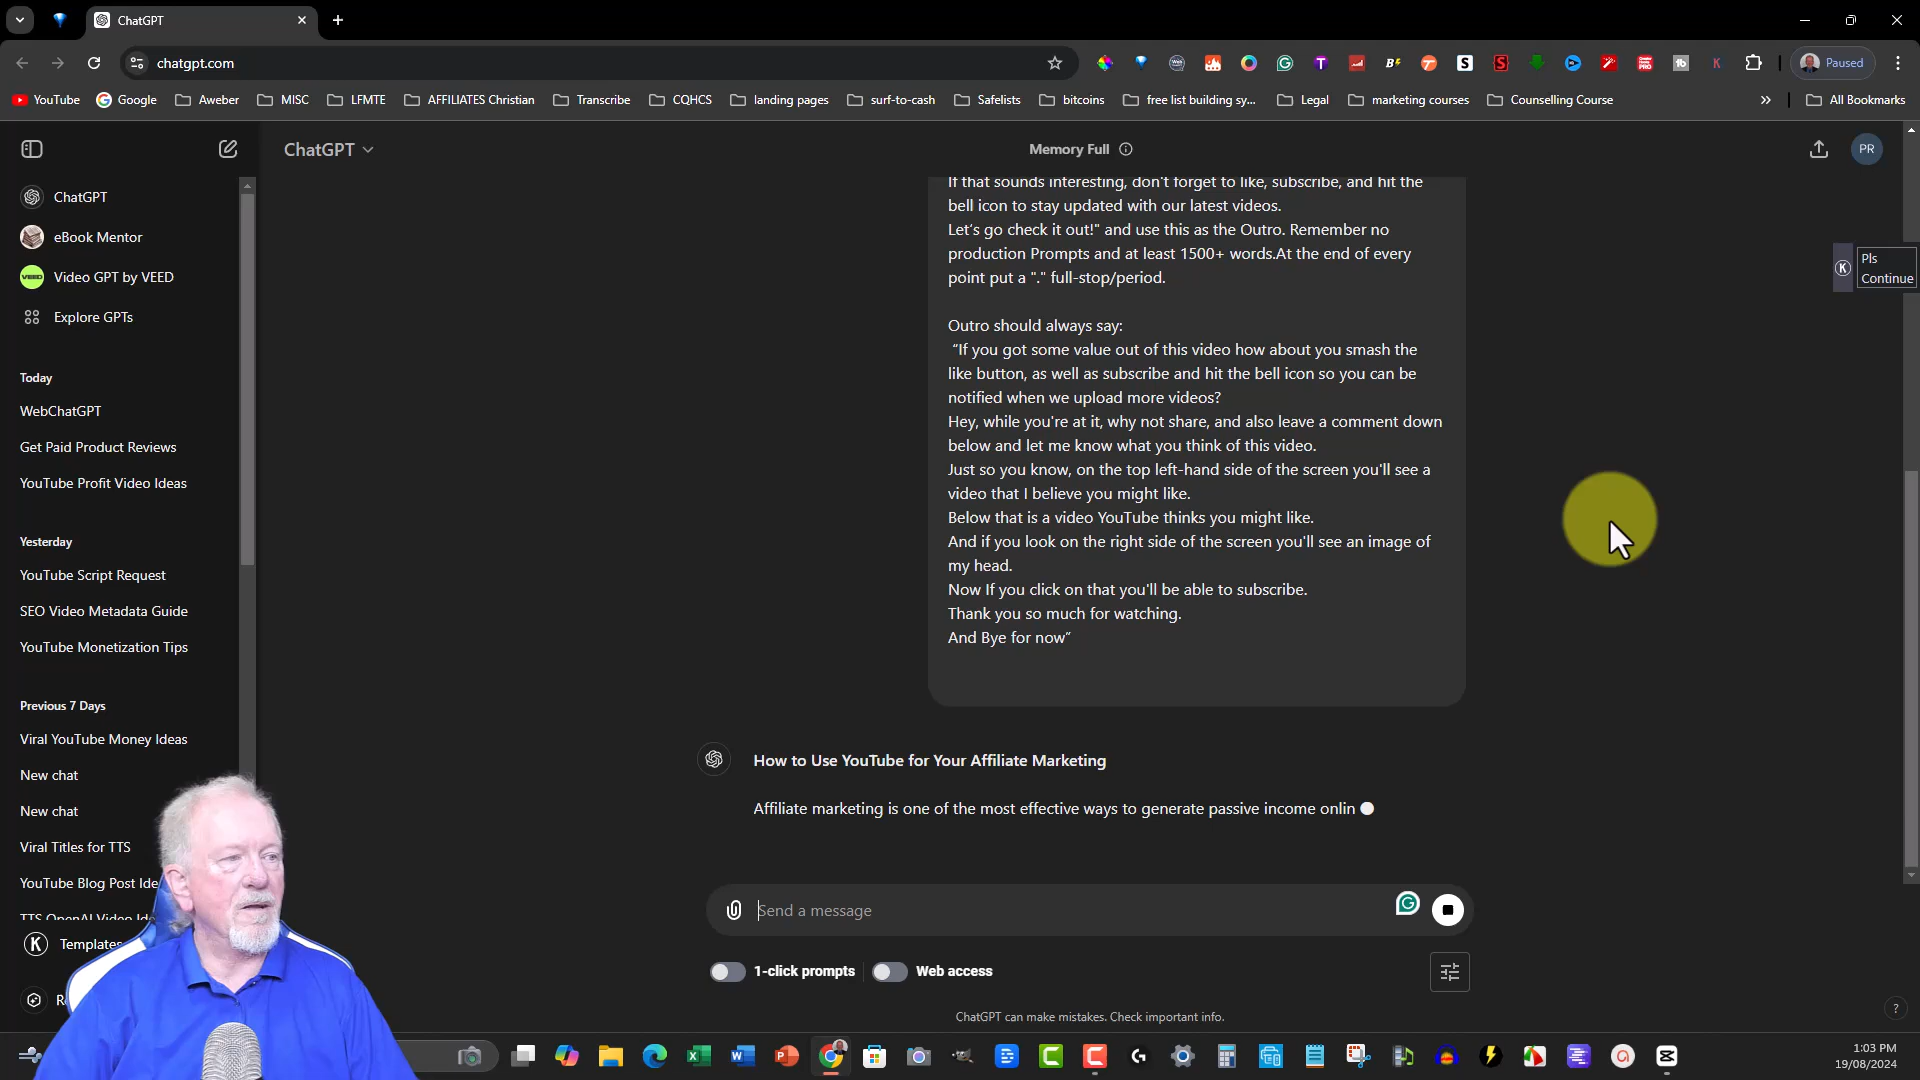 ChatGPT
chatgpt.com
Paused
YouTube
Google
Aweber
MISC
LFMTE
AFFILIATES Christian
Transcribe
CQHCS
landing pages
surf-to-cash
Safelists
bitcoins
free list building sy...
Legal
marketing courses
Counselling Course
All Bookmarks
ChatGPT
Memory Full
PR
ChatGPT
eBook Mentor
Video GPT by VEED
Explore GPTs
Today
WebChatGPT
Get Paid Product Reviews
YouTube Profit Video Ideas
Yesterday
YouTube Script Request
SEO Video Metadata Guide
YouTube Monetization Tips
Previous 7 Days
Viral YouTube Money Ideas
New chat
New chat
Viral Titles for TTS
YouTube Blog Post Ide
TTS OpenAI Video Ide
Templates
If that sounds interesting, don't forget to like, subscribe, and hit the
bell icon to stay updated with our latest videos.
Let's go check it out!" and use this as the Outro. Remember no
production Prompts and at least 1500+ words.At the end of every
point put a "." full-stop/period.
Outro should always say:
“If you got some value out of this video how about you smash the
like button, as well as subscribe and hit the bell icon so you can be
notified when we upload more videos?
Hey, while you're at it, why not share, and also leave a comment down
below and let me know what you think of this video.
Just so you know, on the top left-hand side of the screen you'll see a
video that I believe you might like.
Below that is a video YouTube thinks you might like.
And if you look on the right side of the screen you'll see an image of
my head.
Now If you click on that you'll be able to subscribe.
Thank you so much for watching.
And Bye for now”
Pls
Continue
How to Use YouTube for Your Affiliate Marketing
Affiliate marketing is one of the most effective ways to generate passive income onlin
Send a message
1-click prompts
Web access
ChatGPT can make mistakes. Check important info.
1:03 PM
19/08/2024